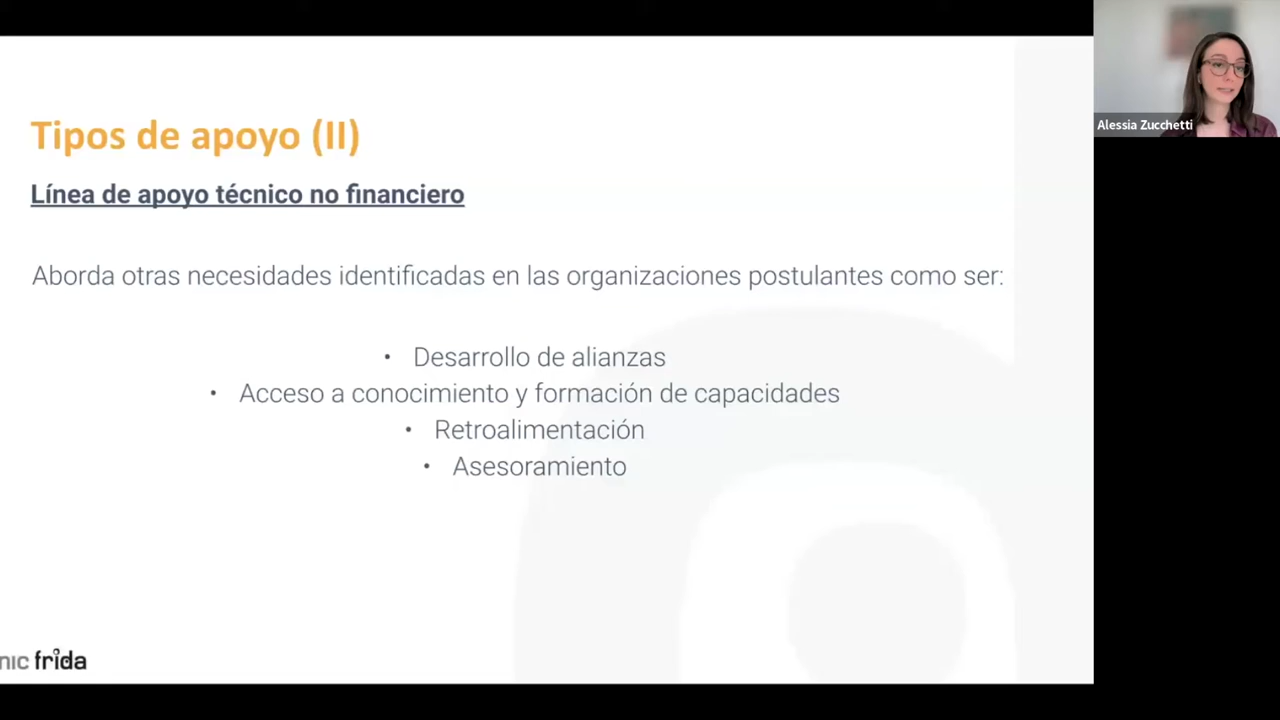 Tipos de apoyo (II)
Línea de apoyo técnico no financiero
Aborda otras necesidades identificadas en las organizaciones postulantes como ser:
• Desarrollo de alianzas
• Acceso a conocimiento y formación de capacidades
• Retroalimentación
• Asesoramiento
nic frida
Alessia Zucchetti